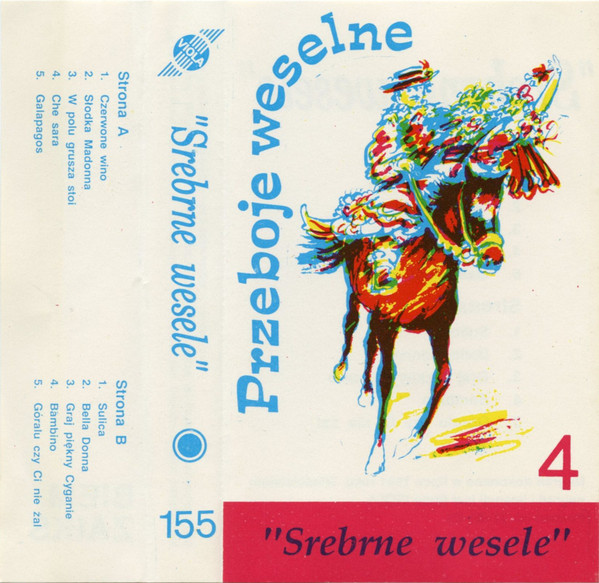 Strona A
1. Czerwone wino
2. Słodka Madonna
3. W polu grusza stoi
4. Che sara
5. Galapagos
Strona B
1. Sulica
2. Bella Donna
3. Graj piękny Cyganie
4. Bambino
5. Góralu czy Ci nie żal
VIOLA
"Srebrne wesele"
155
Przeboje weselne
4
"Srebrne wesele"